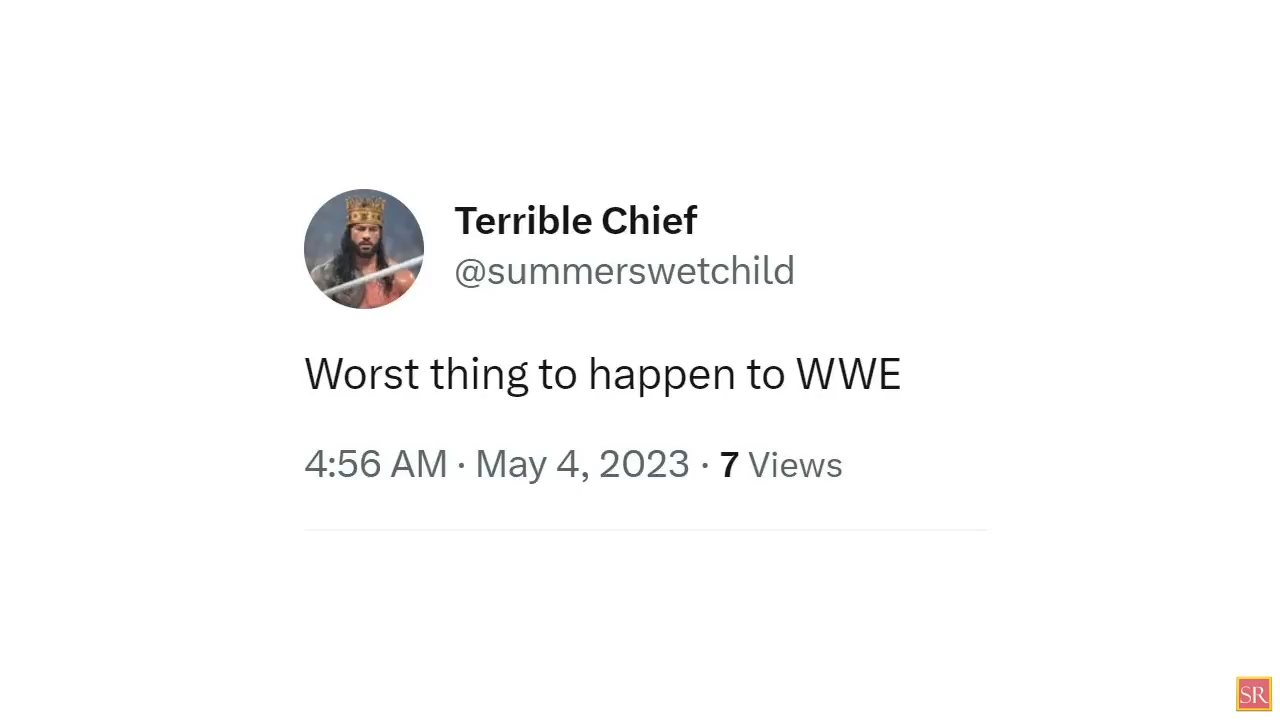 Terrible Chief
@summerswetchild
Worst thing to happen to WWE
4:56 AM · May 4, 2023 · 7 Views
SR